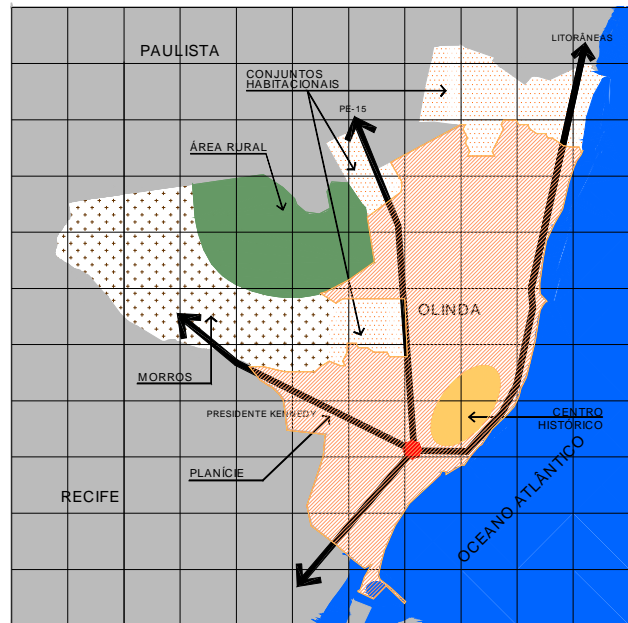 LITORÂNEAS
PAULISTA
CONJUNTOS
HABITACIONAIS
PE-15
ÁREA RURAL
OLINDA
MORROS
PRESIDENTE KENNEDY
CENTRO
HISTÓRICO
PLANÍCIE
RECIFE
OCEANO ATLÂNTICO